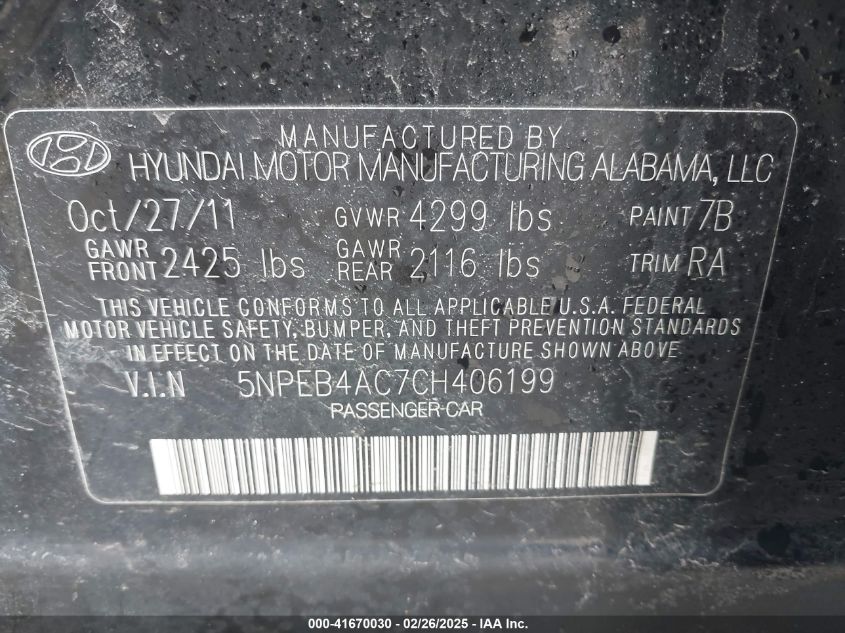 MANUFACTURED BY
HYUNDAI MOTOR MANUFACTURING ALABAMA, LLC
Oct/27/11 GVWR 4299 lbs PAINT 7B
GAWR FRONT 2425 lbs GAWR REAR 2116 lbs TRIM RA
THIS VEHICLE CONFORMS TO ALL APPLICABLE U.S.A. FEDERAL
MOTOR VEHICLE SAFETY, BUMPER, AND THEFT PREVENTION STANDARDS
IN EFFECT ON THE DATE OF MANUFACTURE SHOWN ABOVE.
V.I.N 5NPEB4AC7CH406199
PASSENGER-CAR
000-41670030 - 02/26/2025 - IAA Inc.